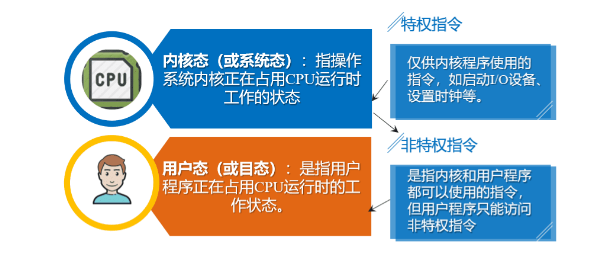 特权指令
CPU
内核态（或系统态）：指操作
系统内核正在占用CPU运行时
工作的状态
仅供内核程序使用的
指令，如启动I/O设备、
设置时钟等。
非特权指令
用户态（或目态）：是指用户
程序正在占用CPU运行时的工
作状态。
是指内核和用户程序
都可以使用的指令，
但用户程序只能访问
非特权指令